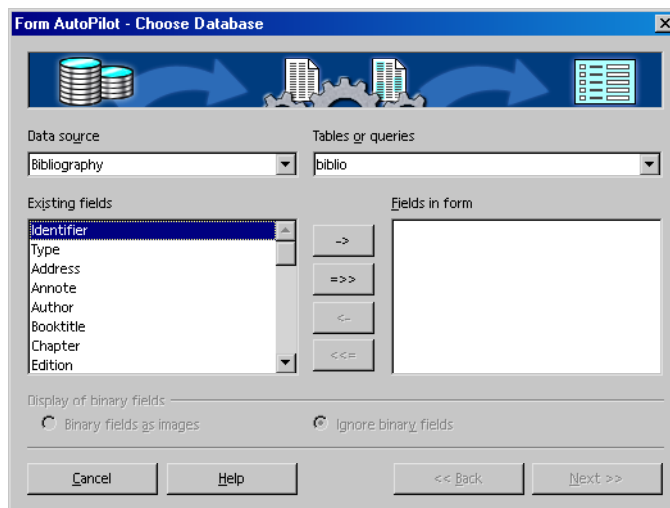 Form AutoPilot - Choose Database
Data source
Tables or queries
Bibliography
biblio
Existing fields
Fields in form
Identifier
Type
Address
Annote
Author
Booktitle
Chapter
Edition
->
=>>
<-
<<=
Display of binary fields
Binary fields as images
Ignore binary fields
Cancel
Help
<< Back
Next >>